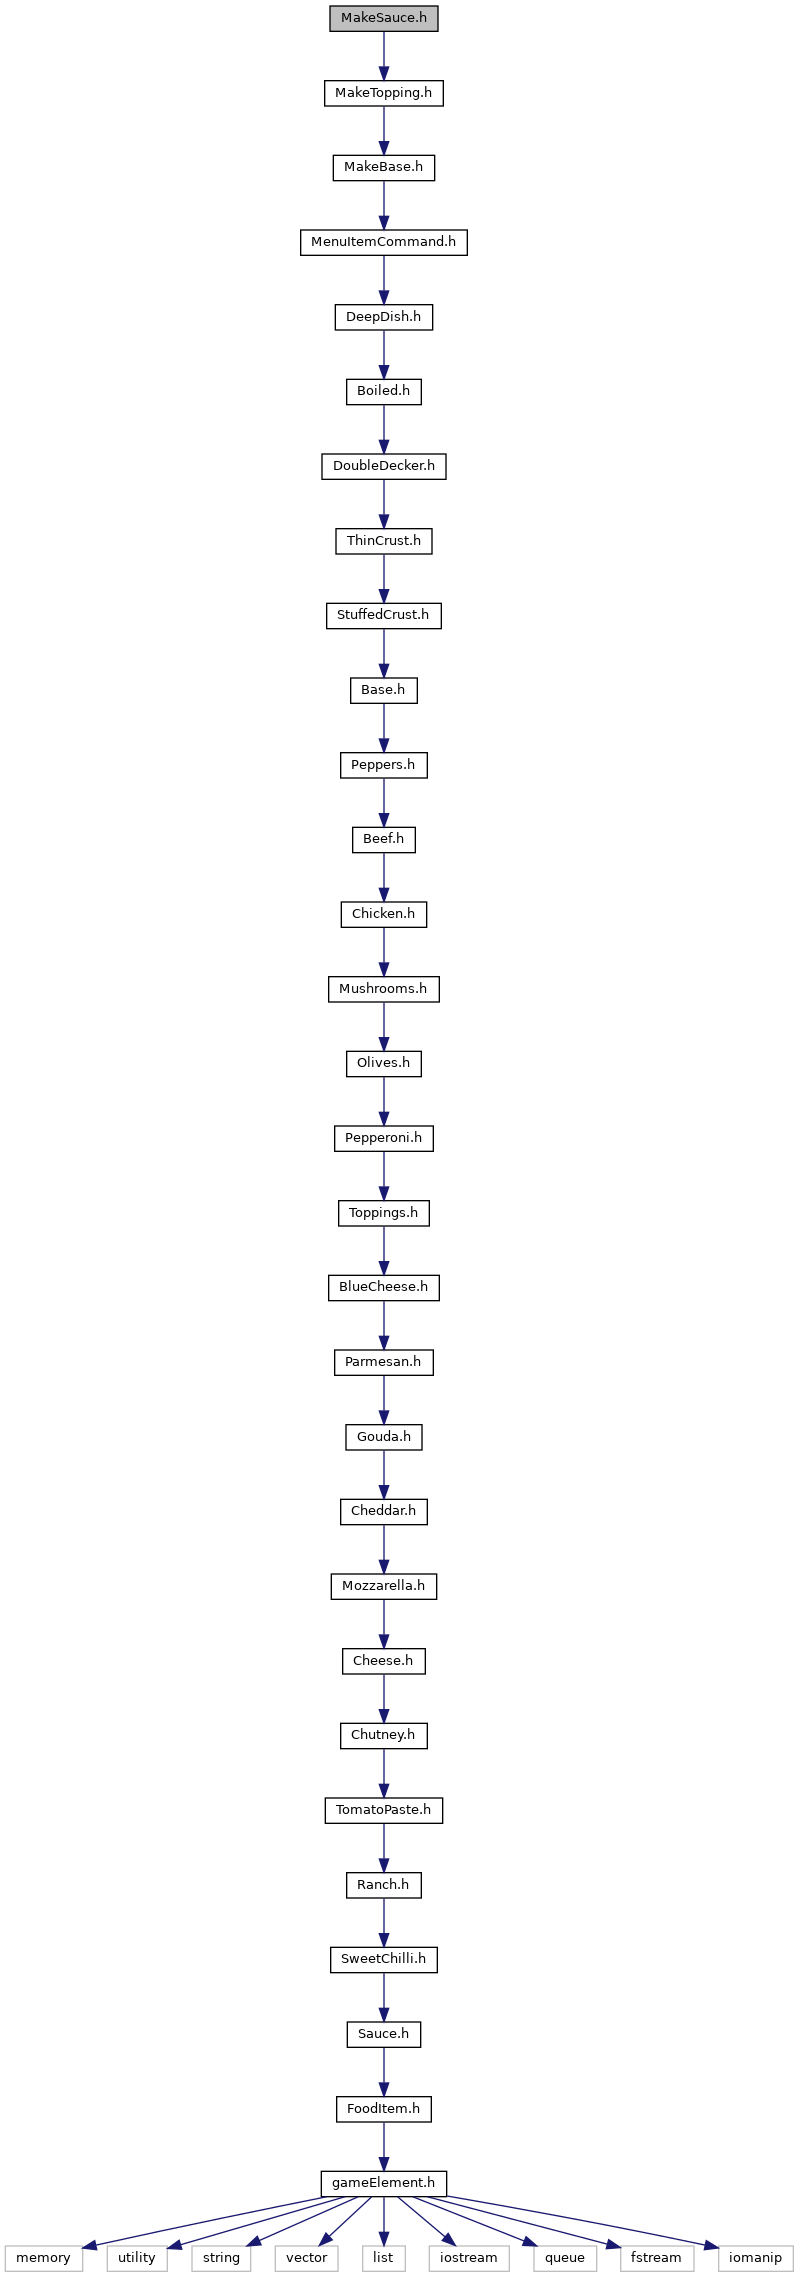 MakeSauce.h
MakeTopping.h
MakeBase.h
MenuItemCommand.h
DeepDish.h
Boiled.h
DoubleDecker.h
ThinCrust.h
StuffedCrust.h
Base.h
Peppers.h
Beef.h
Chicken.h
Mushrooms.h
Olives.h
Pepperoni.h
Toppings.h
BlueCheese.h
Parmesan.h
Gouda.h
Cheddar.h
Mozzarella.h
Cheese.h
Chutney.h
TomatoPaste.h
Ranch.h
SweetChilli.h
Sauce.h
FoodItem.h
gameElement.h
memory utility string vector list iostream queue fstream iomanip